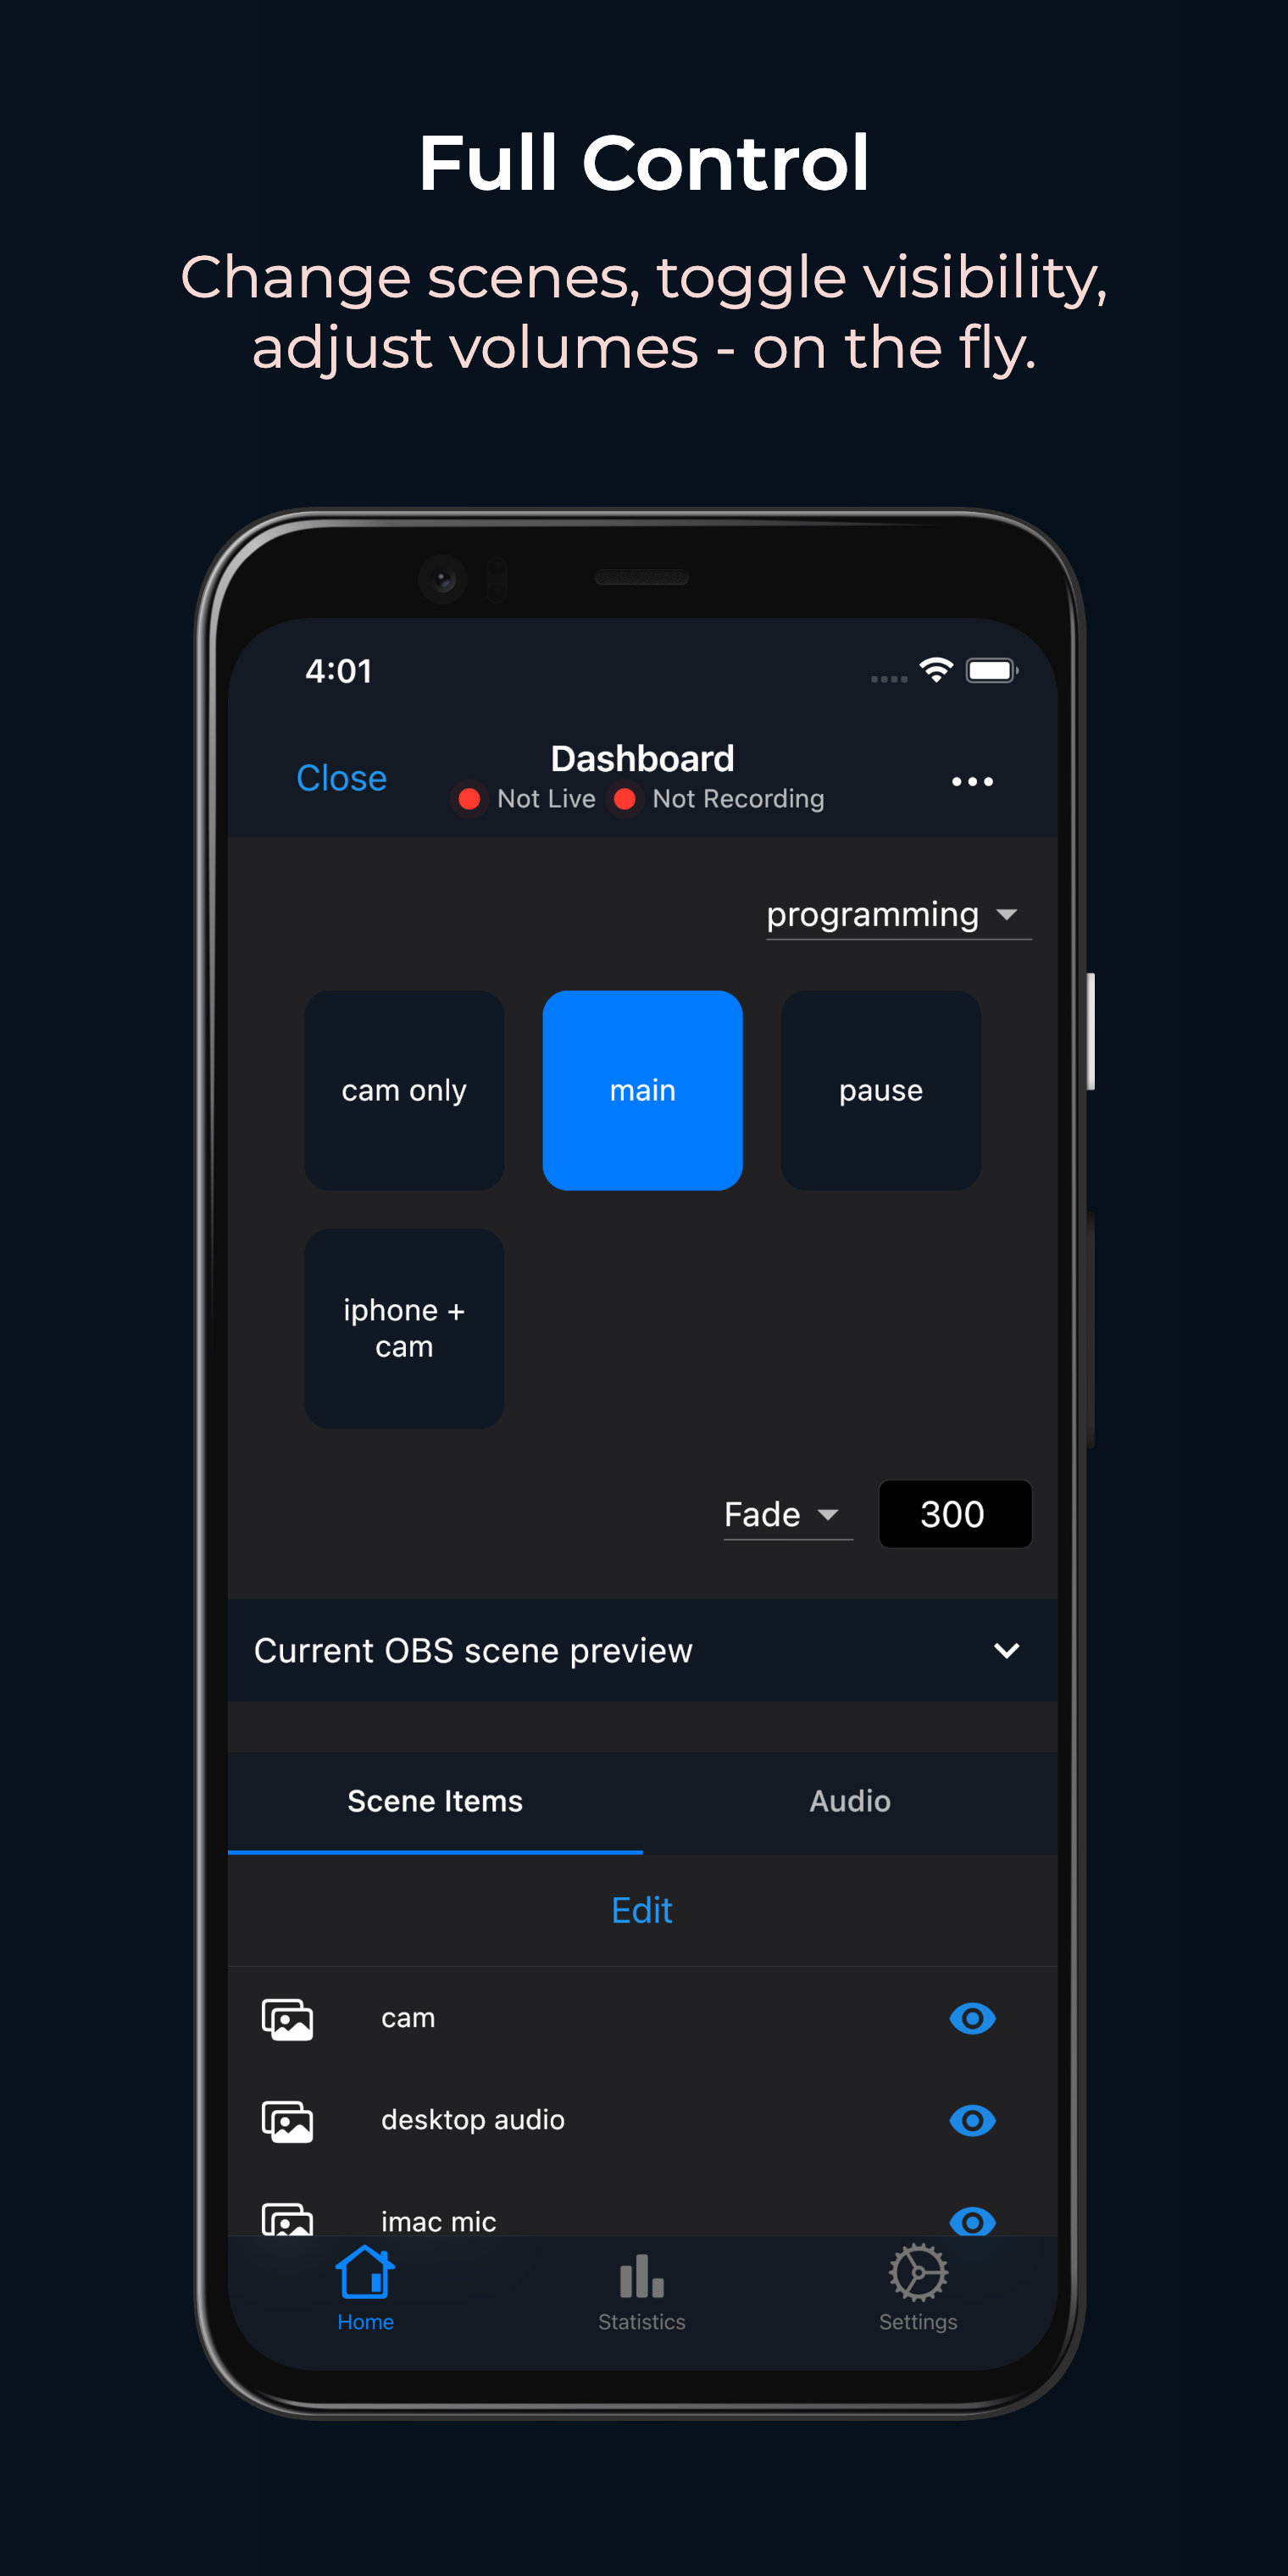 Full Control
Change scenes, toggle visibility,
adjust volumes - on the fly.
4:01
Close
Dashboard
Not Live
Not Recording
programming
cam only
main
pause
iphone +
cam
Fade
300
Current OBS scene preview
Scene Items
Audio
Edit
cam
desktop audio
imac mic
Home
Statistics
Settings